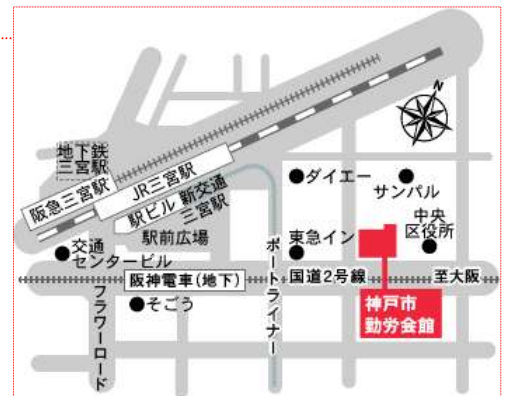 N
地下鉄
三宮駅
阪急三宮駅
JR三宮駅
駅ビル
新交通
三宮駅
駅前広場
ダイエー
サンパル
中央
区役所
東急イン
交通
センタービル
ポートライナー
阪神電車(地下)
国道2号線
至大阪
そごう
フラワーロード
神戸市
勤労会館